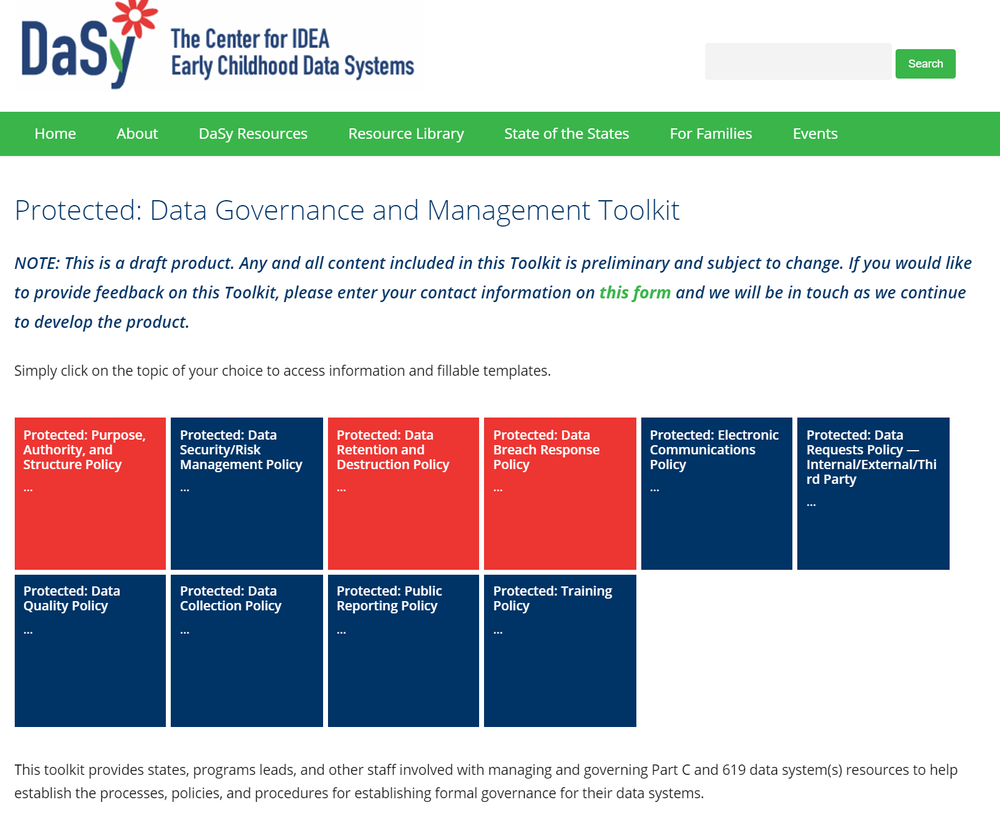 DaSy
The Center for IDEA
Early Childhood Data Systems
Search
Home About DaSy Resources Resource Library State of the States For Families Events
Protected: Data Governance and Management Toolkit
NOTE: This is a draft product. Any and all content included in this Toolkit is preliminary and subject to change. If you would like
to provide feedback on this Toolkit, please enter your contact information on this form and we will be in touch as we continue
to develop the product.
Simply click on the topic of your choice to access information and fillable templates.
Protected: Purpose,
Authority, and
Structure Policy
...
Protected: Data
Security/Risk
Management Policy
...
Protected: Data
Retention and
Destruction Policy
...
Protected: Data
Breach Response
Policy
...
Protected: Electronic
Communications
Policy
...
Protected: Data
Requests Policy —
Internal/External/Thi
rd Party
...
Protected: Data
Quality Policy
...
Protected: Data
Collection Policy
...
Protected: Public
Reporting Policy
...
Protected: Training
Policy
...
This toolkit provides states, programs leads, and other staff involved with managing and governing Part C and 619 data system(s) resources to help
establish the processes, policies, and procedures for establishing formal governance for their data systems.